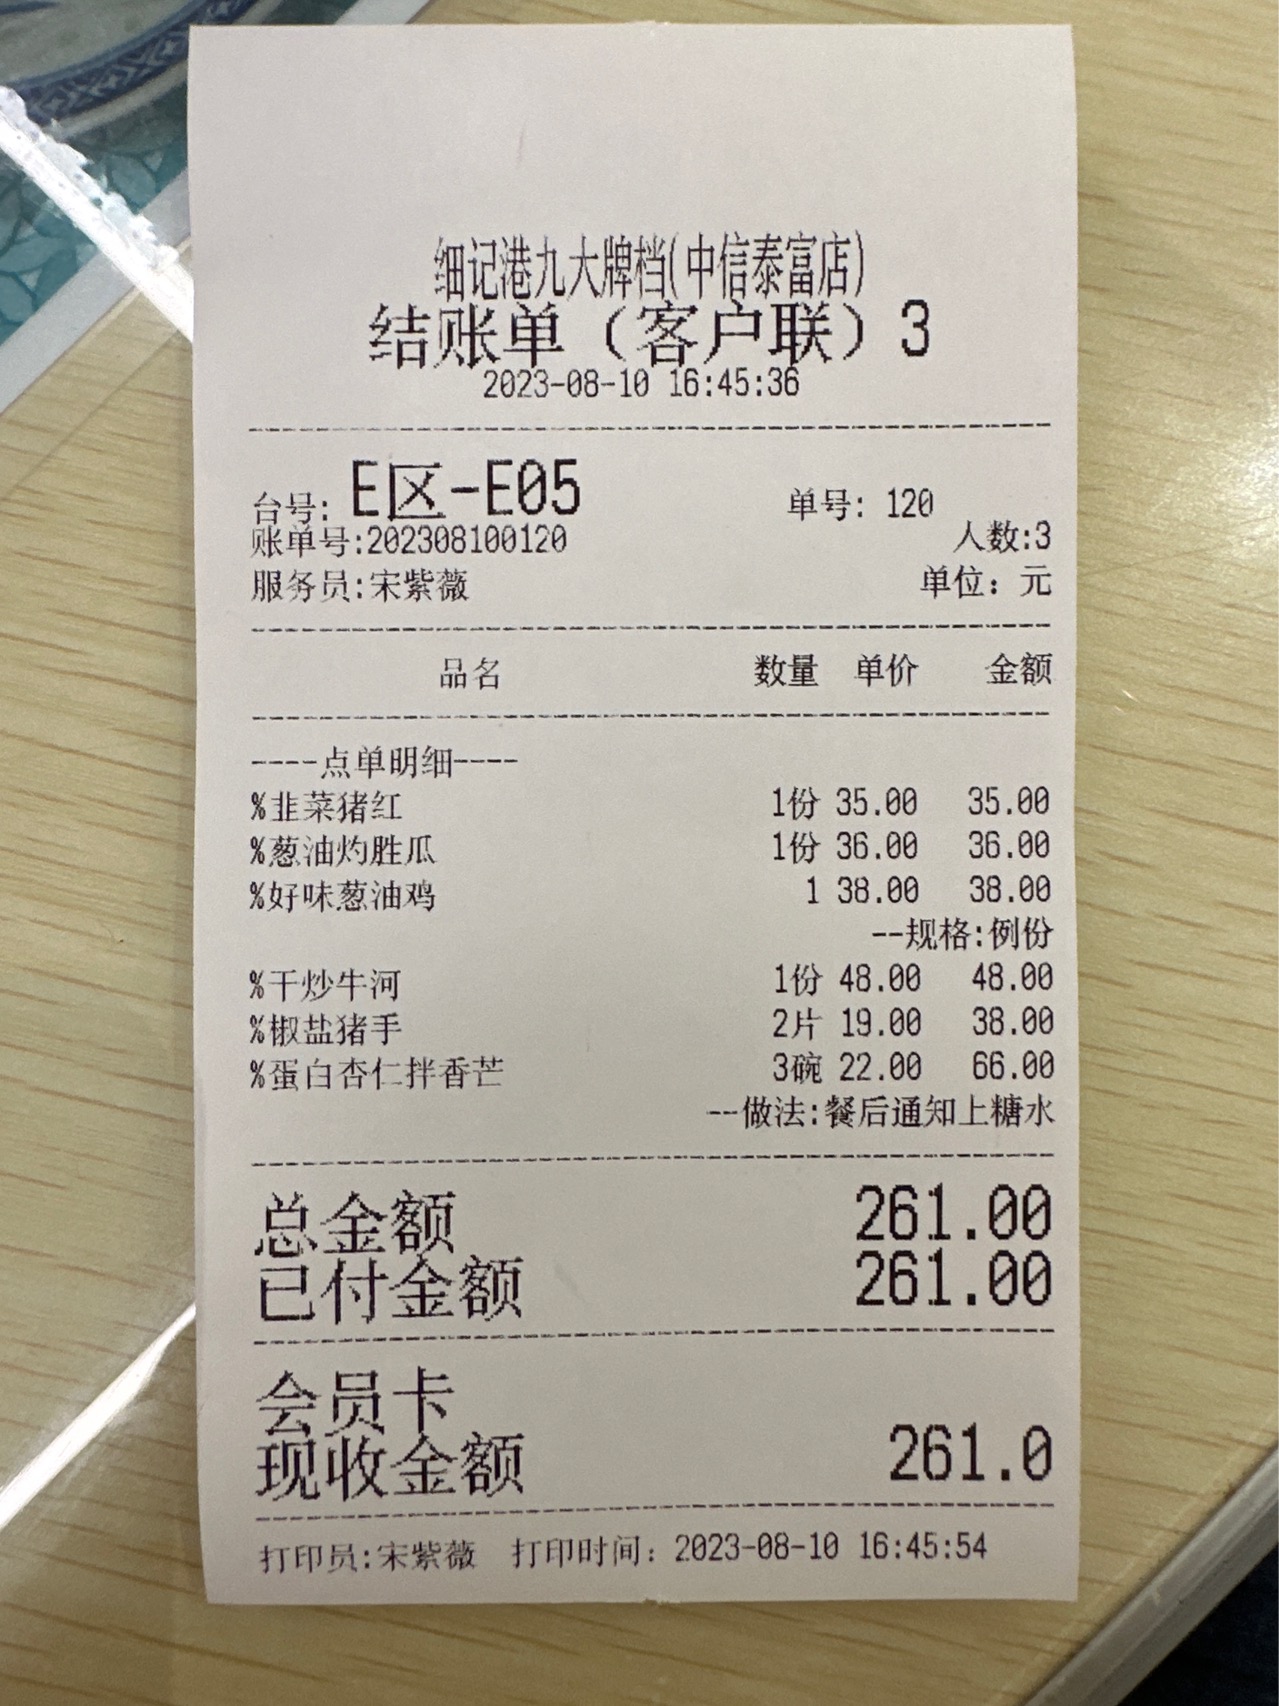 细记港九大牌档(中信泰富店)
结账单（客户联）3
2023-08-10 16:45:36
台号: E区-E05 单号: 120
账单号:202308100120 人数:3
服务员:宋紫薇 单位: 元
品名 数量 单价 金额
----点单明细----
%韭菜猪红 1份 35.00 35.00
%葱油灼胜瓜 1份 36.00 36.00
%好味葱油鸡 1 38.00 38.00
--规格:例份
%干炒牛河 1份 48.00 48.00
%椒盐猪手 2片 19.00 38.00
%蛋白杏仁拌香芒 3碗 22.00 66.00
--做法:餐后通知上糖水
总金额 261.00
已付金额 261.00
会员卡
现收金额 261.0
打印员:宋紫薇 打印时间: 2023-08-10 16:45:54